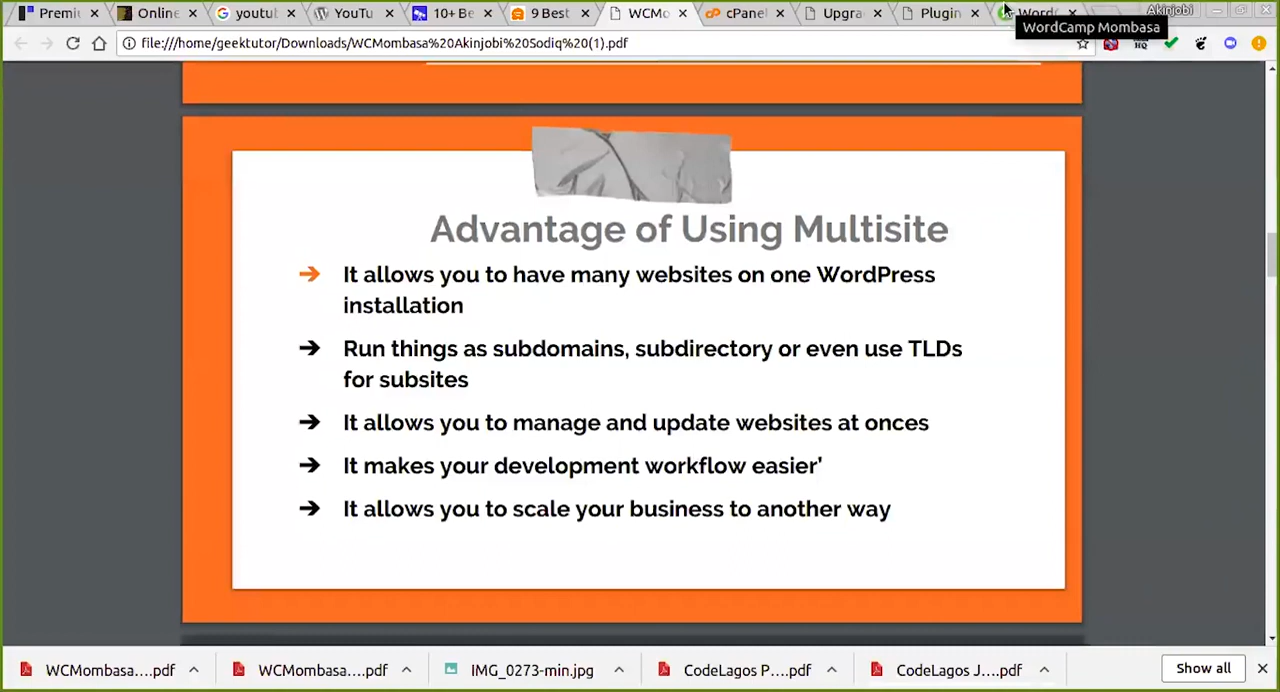 Premi
Online
youtu
YouTu
10+ Be
9 Best
WCMo
cPanel
Upgra
Plugin
Word
Akinjobi
file:///home/geektutor/Downloads/WCMombasa%20Akinjobi%20Sodiq%20(1).pdf
WordCamp Mombasa
HQ
Advantage of Using Multisite
It allows you to have many websites on one WordPress
installation
Run things as subdomains, subdirectory or even use TLDs
for subsites
It allows you to manage and update websites at onces
It makes your development workflow easier’
It allows you to scale your business to another way
WCMombasa....pdf
WCMombasa....pdf
IMG_0273-min.jpg
CodeLagos P....pdf
CodeLagos J....pdf
Show all